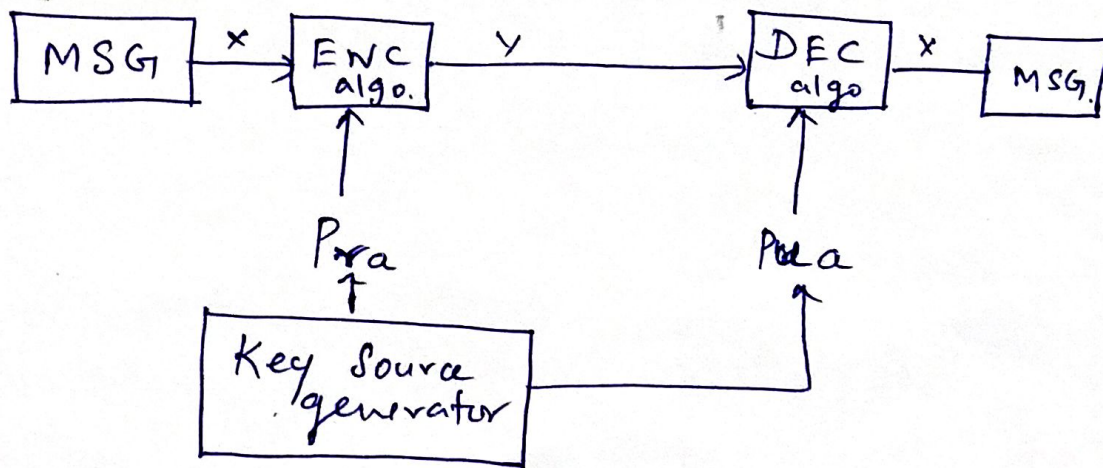 MSG
X
ENC
algo.
Y
DEC
algo
X
MSG.
Pra
Pua
Key Source
generator